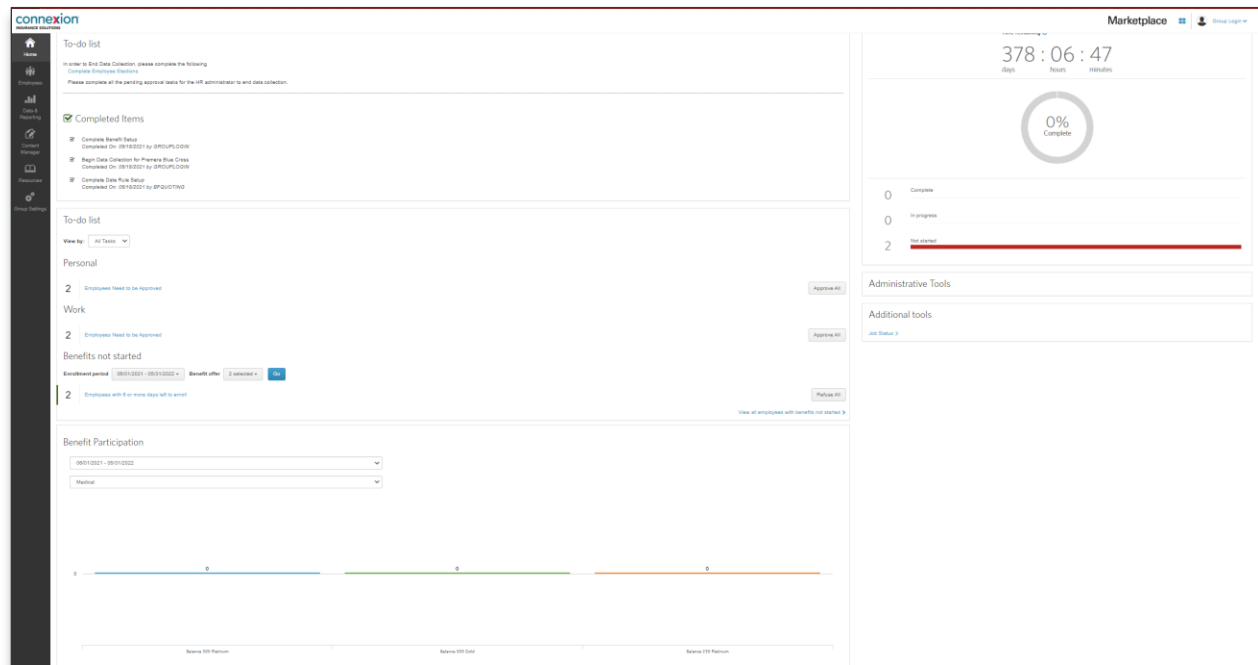 connexion
INSURANCE SOLUTIONS
Marketplace
Group Login
Home
Employees
Data &
Reporting
Content
Manager
Resources
Group Settings
To-do list
In order to End Data Collection, please complete the following
Complete Employee Elections
Please complete all the pending approval tasks for the HR administrator to end data collection.
Completed Items
Complete Benefit Setup
Completed On: 05/18/2021 by GROUPLOGIN
Begin Data Collection for Premera Blue Cross
Completed On: 05/18/2021 by GROUPLOGIN
Complete Data Rule Setup
Completed On: 05/18/2021 by BFQUOTING
To-do list
View by: All Tasks
Personal
2 Employees Need to be Approved Approve All
Work
2 Employees Need to be Approved Approve All
Benefits not started
Enrollment period 06/01/2021 - 05/31/2022 Benefit offer 2 selected Go
2 Employees with 6 or more days left to enroll Refuse All
View all employees with benefits not started
Benefit Participation
06/01/2021 - 05/31/2022
Medical
0 0 0
0
Balance 500 Gold
378 : 06 : 47
days hours minutes
0%
Complete
0 Complete
0 In progress
2 Not started
Administrative Tools
Additional tools
Job Status